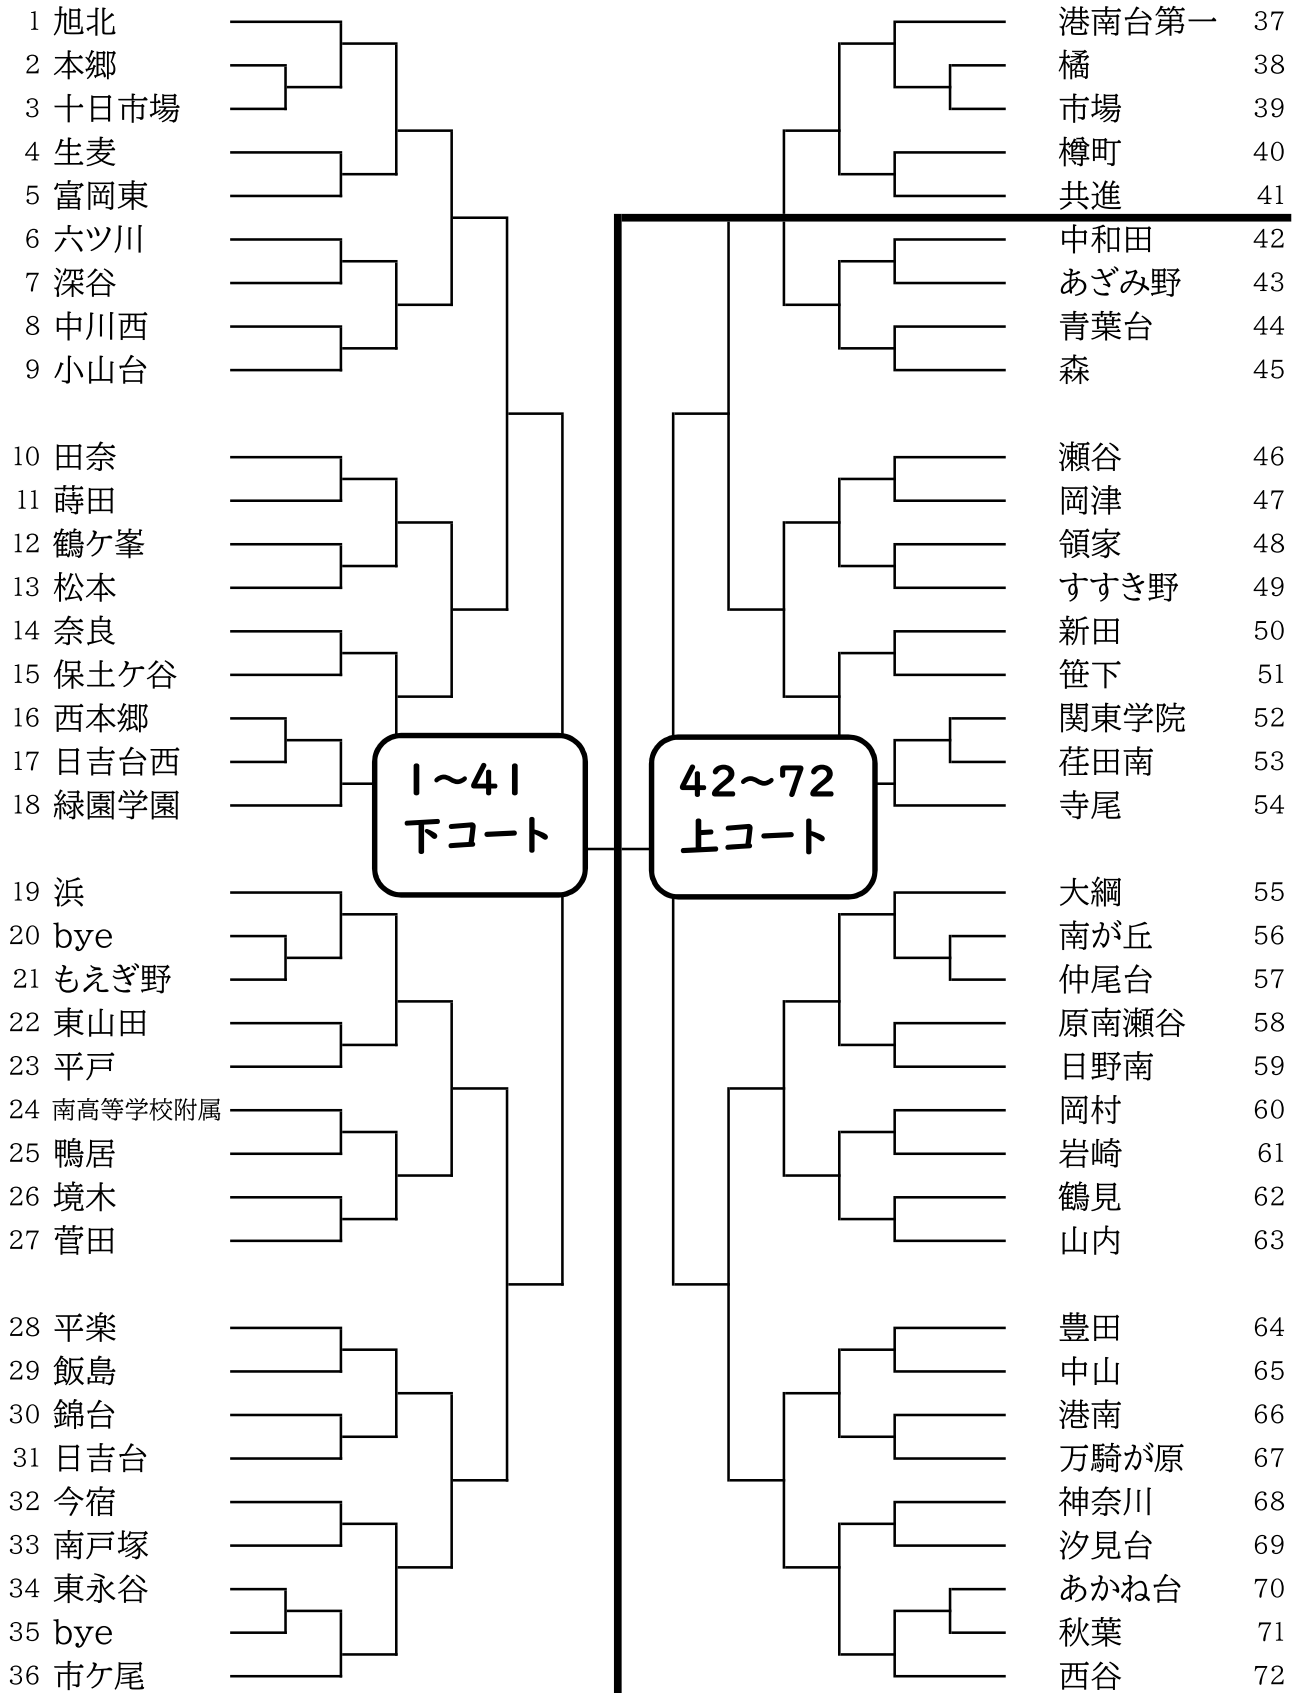 1 旭北
2 本郷
3 十日市場
4 生麦
5 富岡東
6 六ツ川
7 深谷
8 中川西
9 小山台
10 田奈
11 蒔田
12 鶴ケ峯
13 松本
14 奈良
15 保土ケ谷
16 西本郷
17 日吉台西
18 緑園学園
19 浜
20 bye
21 もえぎ野
22 東山田
23 平戸
24 南高等学校附属
25 鴨居
26 境木
27 菅田
28 平楽
29 飯島
30 錦台
31 日吉台
32 今宿
33 南戸塚
34 東永谷
35 bye
36 市ケ尾
1〜41
下コート
42〜72
上コート
港南台第一 37
橘 38
市場 39
樽町 40
共進 41
中和田 42
あざみ野 43
青葉台 44
森 45
瀬谷 46
岡津 47
領家 48
すすき野 49
新田 50
笹下 51
関東学院 52
荏田南 53
寺尾 54
大綱 55
南が丘 56
仲尾台 57
原南瀬谷 58
日野南 59
岡村 60
岩崎 61
鶴見 62
山内 63
豊田 64
中山 65
港南 66
万騎が原 67
神奈川 68
汐見台 69
あかね台 70
秋葉 71
西谷 72